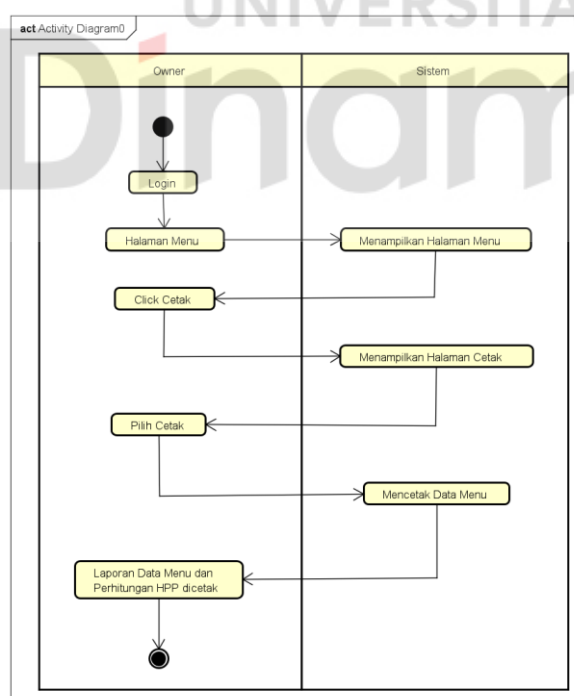 UNIVERSITA
act Activity Diagram0
Dinam
Owner
Sistem
Login
Halaman Menu
Menampilkan Halaman Menu
Click Cetak
Menampilkan Halaman Cetak
Pilih Cetak
Mencetak Data Menu
Laporan Data Menu dan
Perhitungan HPP dicetak